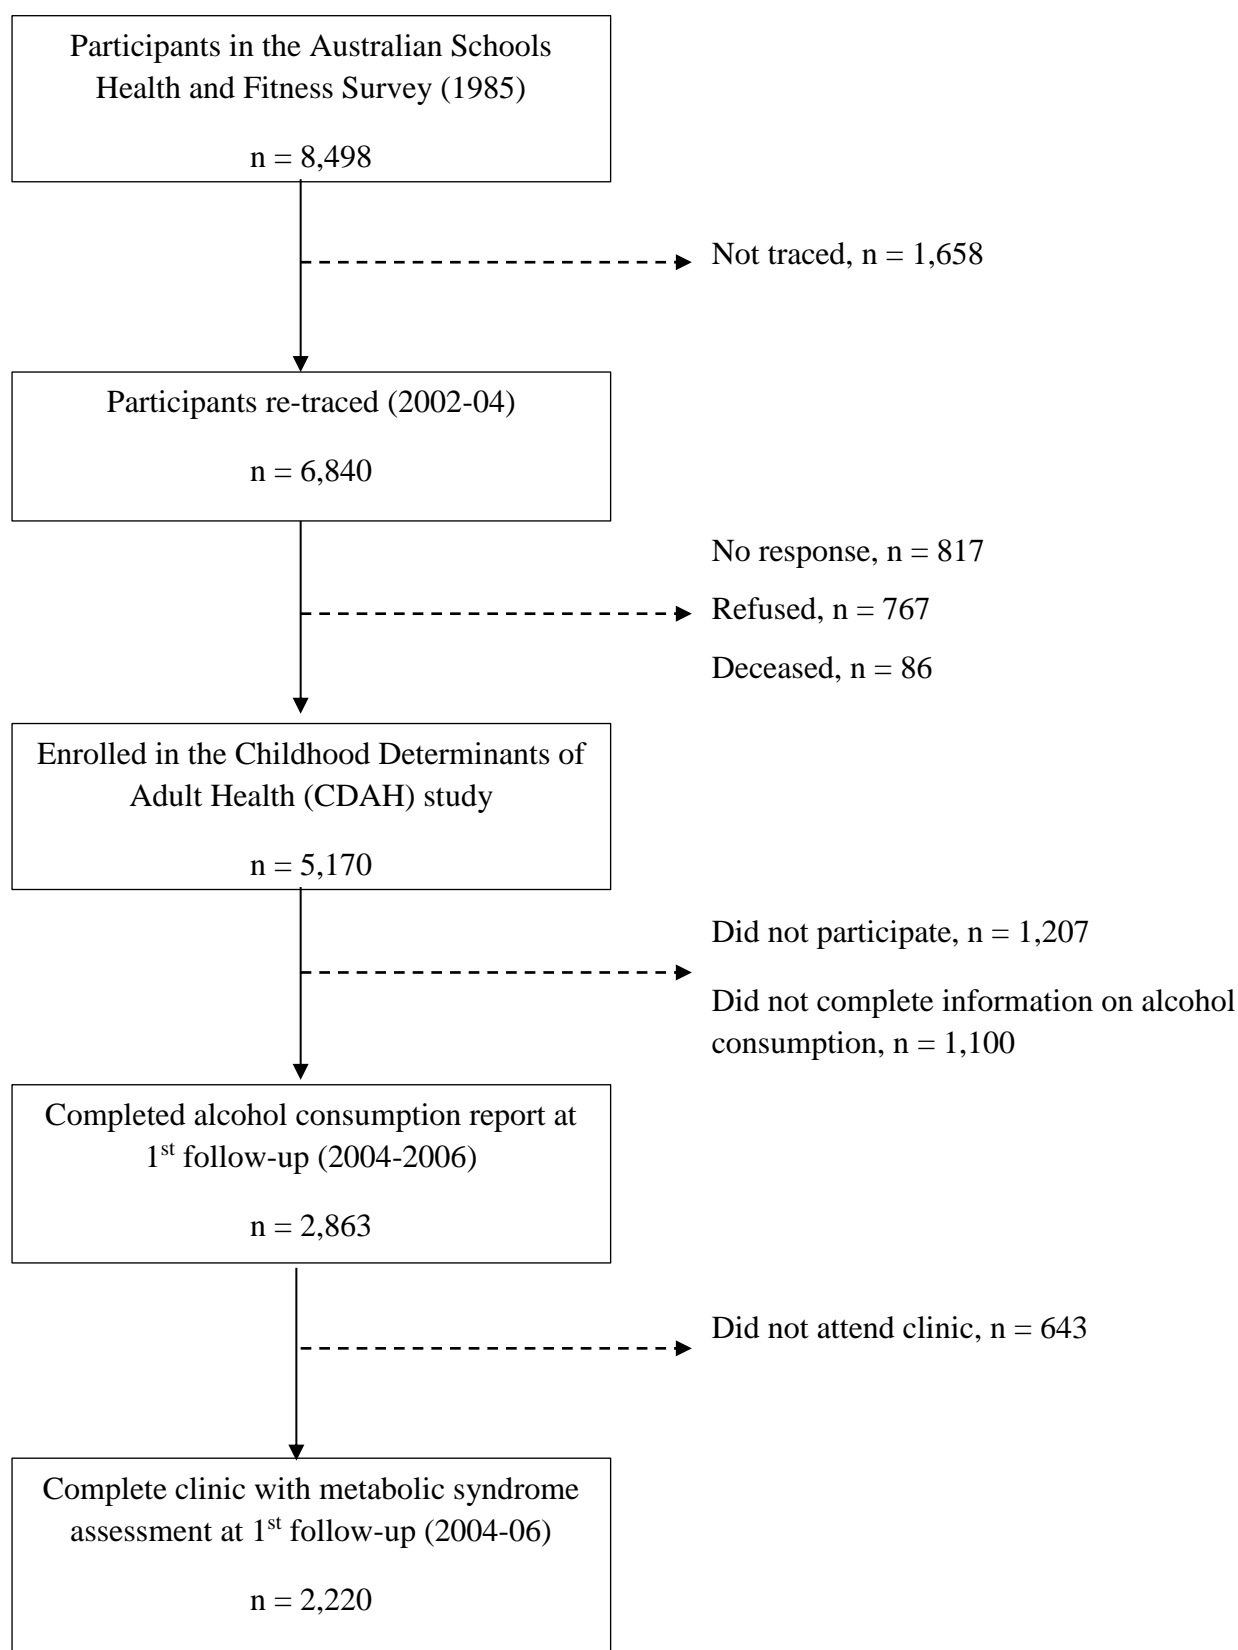 Participants in the Australian Schools
Health and Fitness Survey (1985)
n = 8,498
Not traced, n = 1,658
Participants re-traced (2002-04)
n = 6,840
No response, n = 817
Refused, n = 767
Deceased, n = 86
Enrolled in the Childhood Determinants of
Adult Health (CDAH) study
n = 5,170
Did not participate, n = 1,207
Did not complete information on alcohol
consumption, n = 1,100
Completed alcohol consumption report at
1st follow-up (2004-2006)
n = 2,863
Did not attend clinic, n = 643
Complete clinic with metabolic syndrome
assessment at 1st follow-up (2004-06)
n = 2,220